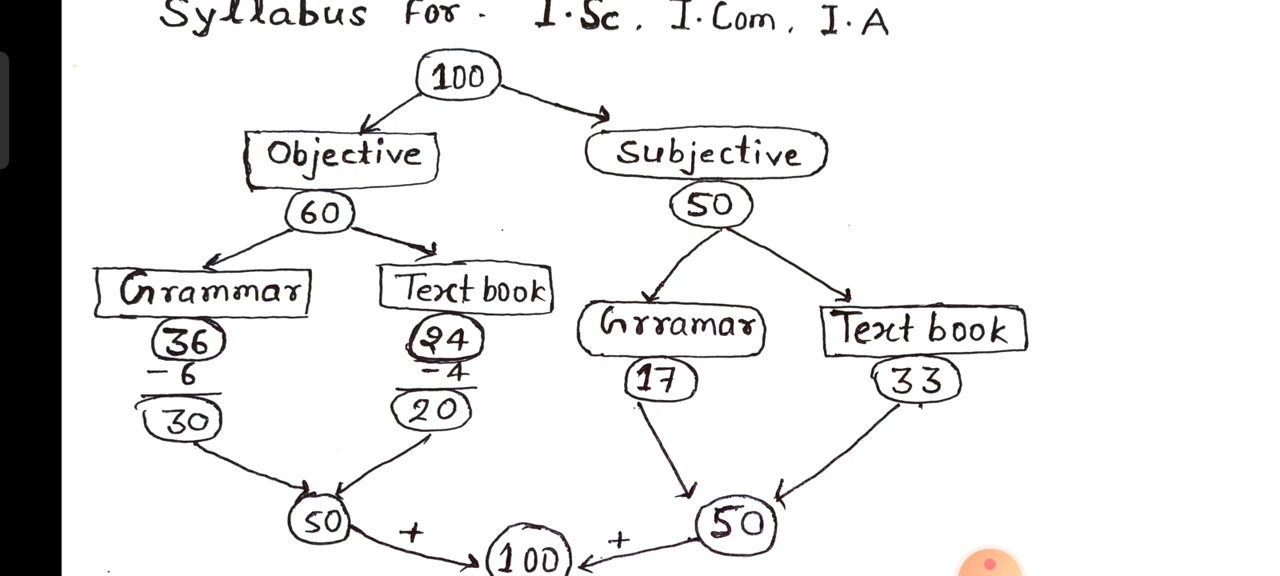 Syllabus For . I.Sc. I.Com. I.A
100
Objective Subjective
60 50
Grammar Text book Grramar Text book
36 24 17 33
-6 -4
30 20
50 + 100 + 50